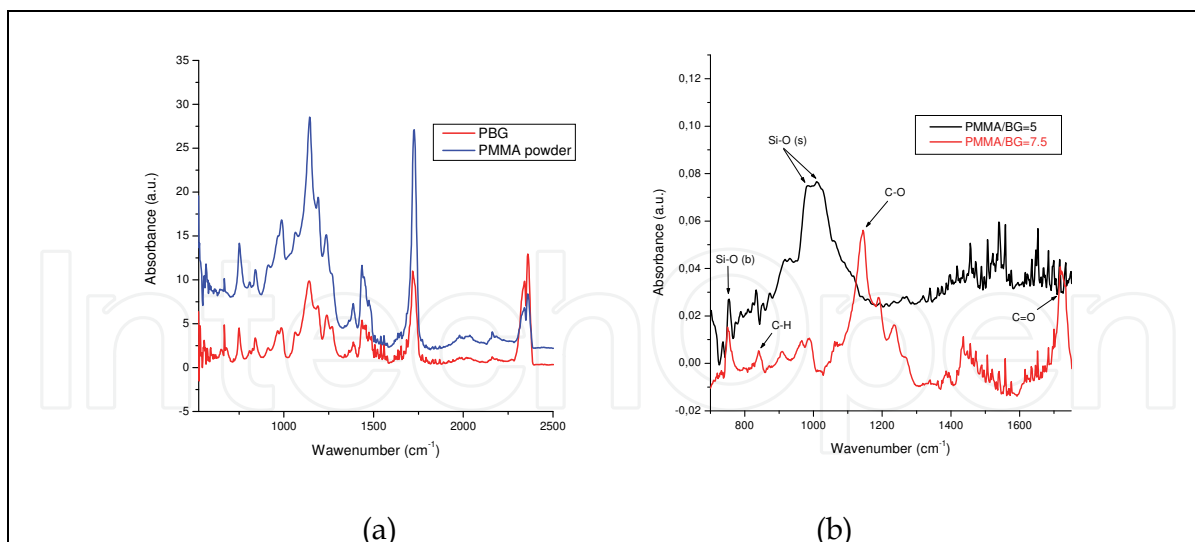 35
30
25
20
15
10
5
0
-5
Absorbance (a.u.)
PBG
PMMA powder
1000
1500
2000
2500
Wawenumber (cm-1)
(a)
0,12
0,10
0,08
0,06
0,04
0,02
0,00
-0,02
Absorbance (a.u.)
PMMA/BG=5
PMMA/BG=7.5
Si-O (s)
C-O
Si-O (b)
C-H
C=O
800
1000
1200
1400
1600
Wavenumber (cm-1)
(b)
IntechOpen